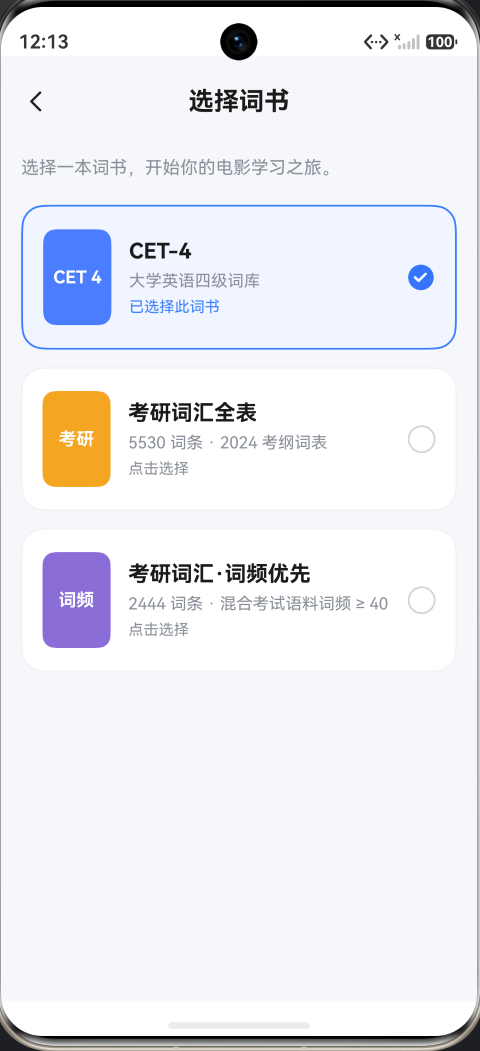 12:13
100
选择词书
选择一本词书，开始你的电影学习之旅。
CET 4
CET-4
大学英语四级词库
已选择此词书
考研
考研词汇全表
5530 词条 · 2024 考纲词表
点击选择
词频
考研词汇·词频优先
2444 词条 · 混合考试语料词频 ≥ 40
点击选择